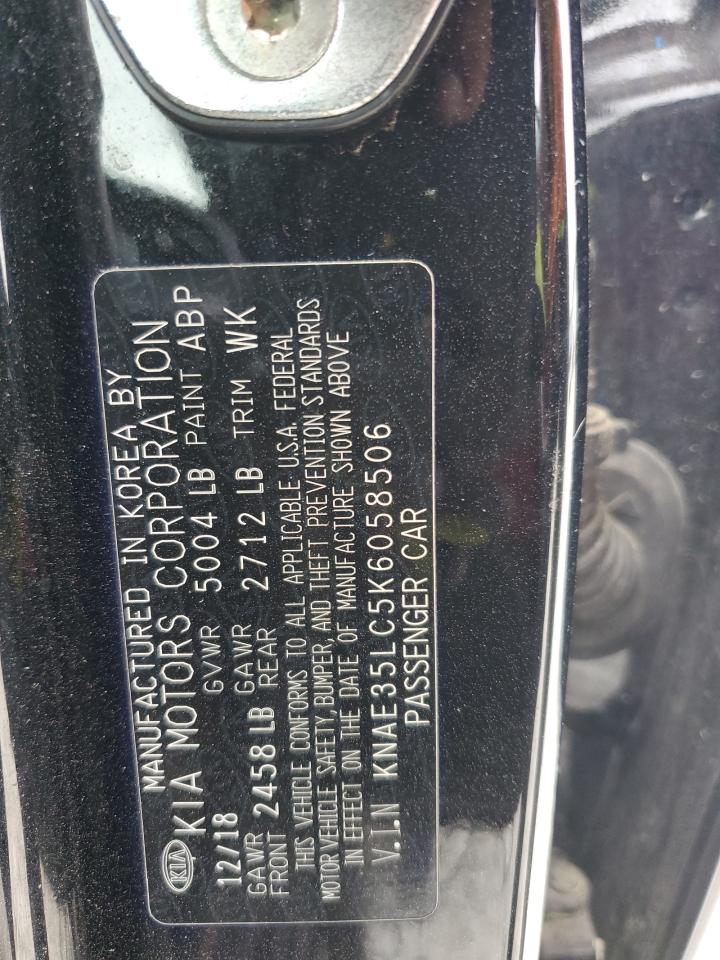 MANUFACTURED IN KOREA BY
KIA KIA MOTORS CORPORATION
12/18 GVWR 5004 LB PAINT ABP
GAWR FRONT 2458 LB GAWR REAR 2712 LB TRIM WK
THIS VEHICLE CONFORMS TO ALL APPLICABLE U.S.A. FEDERAL
MOTOR VEHICLE SAFETY, BUMPER, AND THEFT PREVENTION STANDARDS
IN EFFECT ON THE DATE OF MANUFACTURE SHOWN ABOVE
V.I.N KNAE35LC5K6058506
PASSENGER CAR